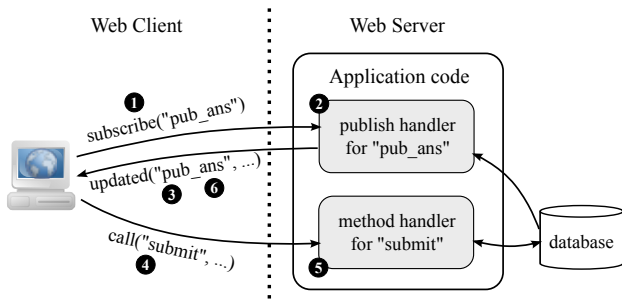 Web Client
Web Server
Application code
1
subscribe("pub_ans")
2
publish handler
for "pub_ans"
updated("pub_ans", ...)
3 6
method handler
for "submit"
call("submit", ...)
4
5
database